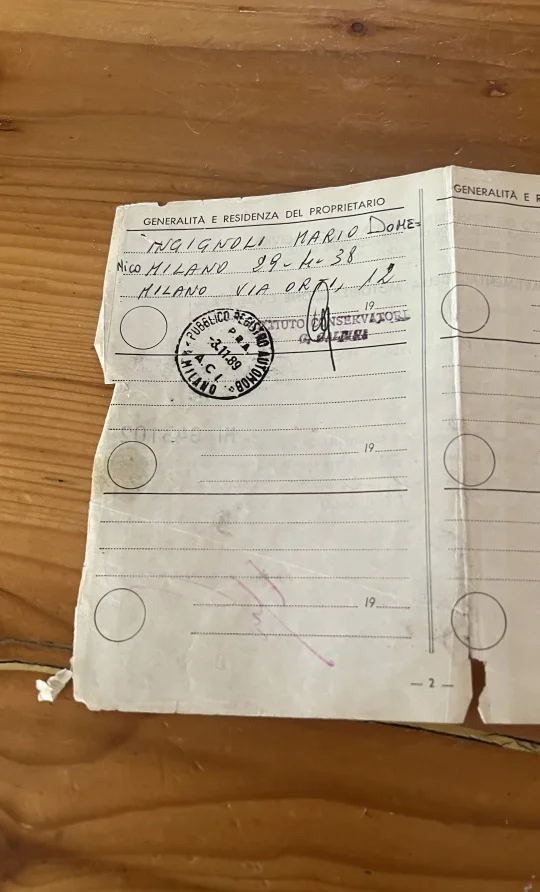 GENERALITÀ E RESIDENZA DEL PROPRIETARIO
INGIGNOLI MARIO DOME=
NICO MILANO 29-4-38
MILANO VIA ORTI, 12
19
CONSERVATORI
PUBBLICO REGISTRO AUTOMOB. MILANO
P.R.A.
-3.11.89
A.C.I.
19
19
— 2 —
GENERALITÀ E